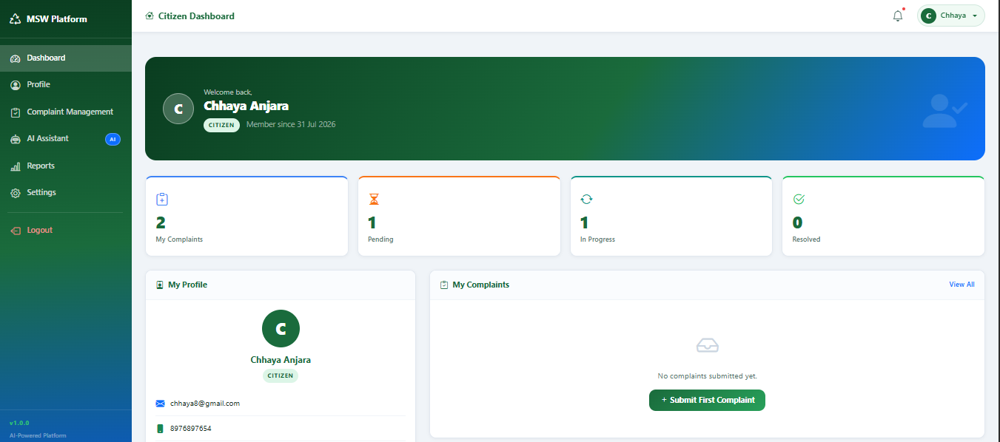 MSW Platform
Dashboard
Profile
Complaint Management
AI Assistant AI
Reports
Settings
Logout
v1.0.0
AI-Powered Platform
Citizen Dashboard
C Chhaya
C
Welcome back,
Chhaya Anjara
CITIZEN Member since 31 Jul 2026
2
My Complaints
1
Pending
1
In Progress
0
Resolved
My Profile
C
Chhaya Anjara
CITIZEN
chhaya8@gmail.com
8976897654
My Complaints View All
No complaints submitted yet.
+ Submit First Complaint